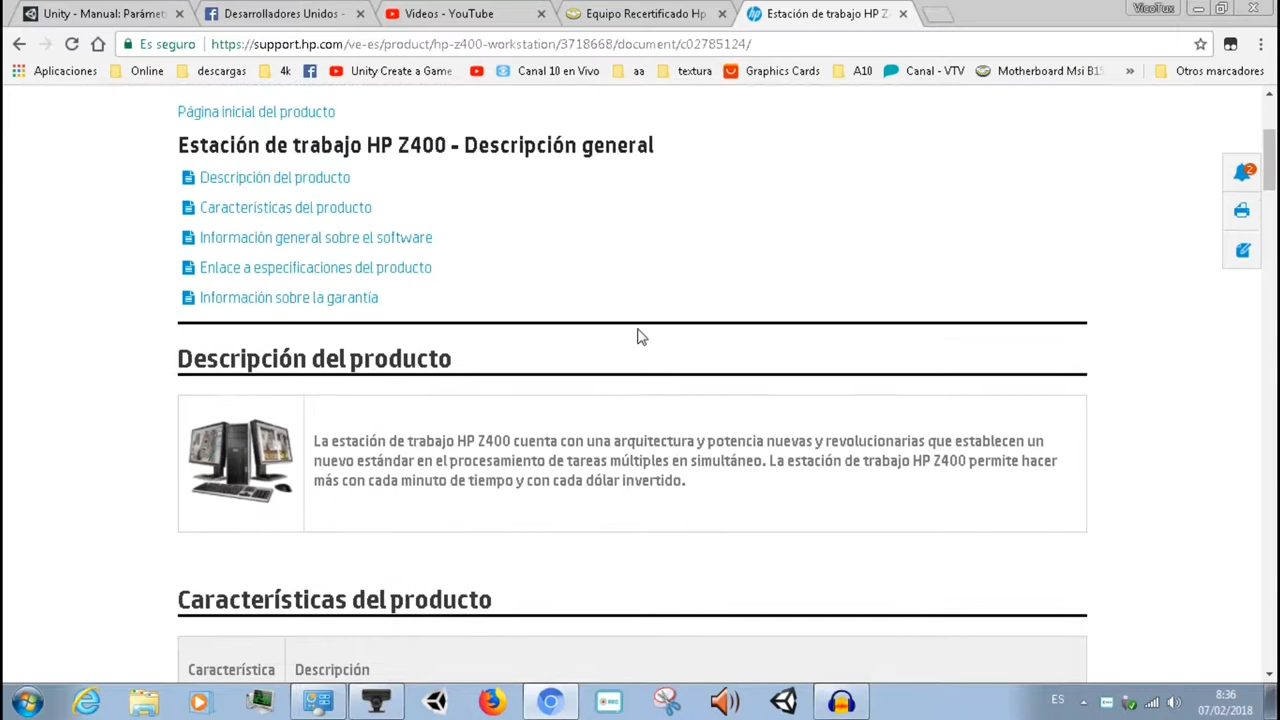 Unity - Manual: Parámet
Desarrolladores Unidos -
Videos - YouTube
Equipo Recertificado Hp
Estación de trabajo HP Z
VicoTux
Es seguro
https://support.hp.com/ve-es/product/hp-z400-workstation/3718668/document/c02785124/
Aplicaciones
Online
descargas
4k
Unity Create a Game
Canal 10 en Vivo
aa
textura
Graphics Cards
A10
Canal - VTV
Motherboard Msi B15
»
Otros marcadores
Página inicial del producto
Estación de trabajo HP Z400 - Descripción general
Descripción del producto
Características del producto
Información general sobre el software
Enlace a especificaciones del producto
Información sobre la garantía
2
Descripción del producto
La estación de trabajo HP Z400 cuenta con una arquitectura y potencia nuevas y revolucionarias que establecen un
nuevo estándar en el procesamiento de tareas múltiples en simultáneo. La estación de trabajo HP Z400 permite hacer
más con cada minuto de tiempo y con cada dólar invertido.
Características del producto
Característica
Descripción
ES
8:36
07/02/2018